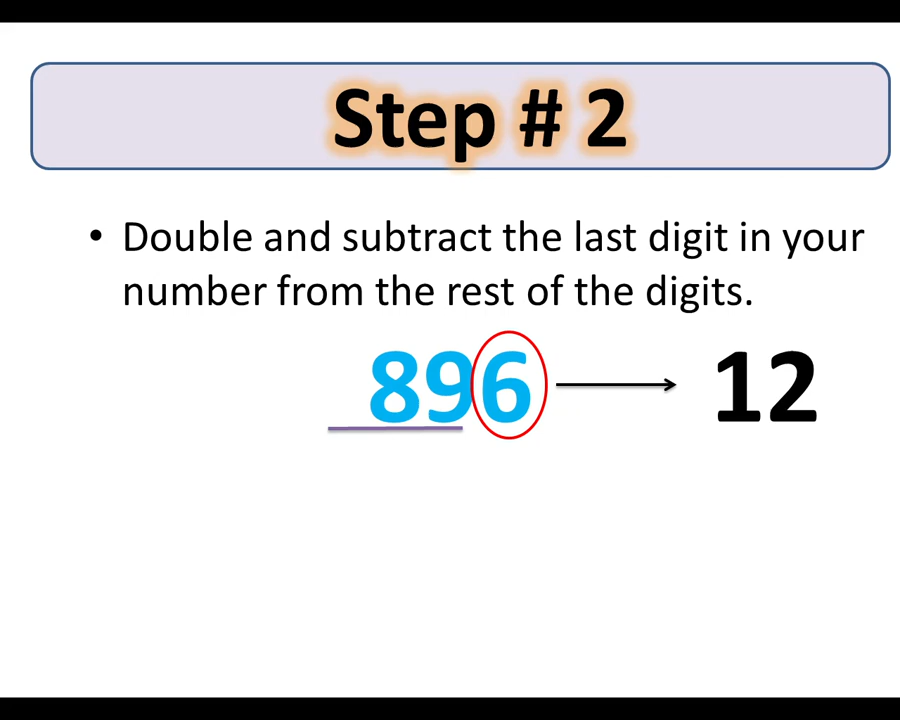 Step # 2
• Double and subtract the last digit in your
number from the rest of the digits.
896 → 12